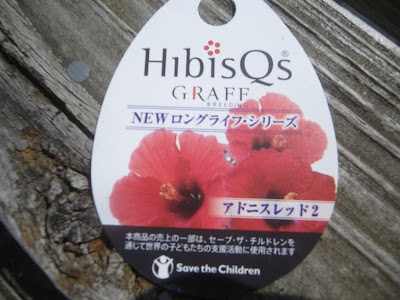 HibisQs®
GRAFF
BREEDING
NEWロングライフ・シリーズ
アドニスレッド2
本商品の売上の一部は、セーブ・ザ・チルドレンを
通じて世界の子どもたちの支援活動に使用されます
Save the Children